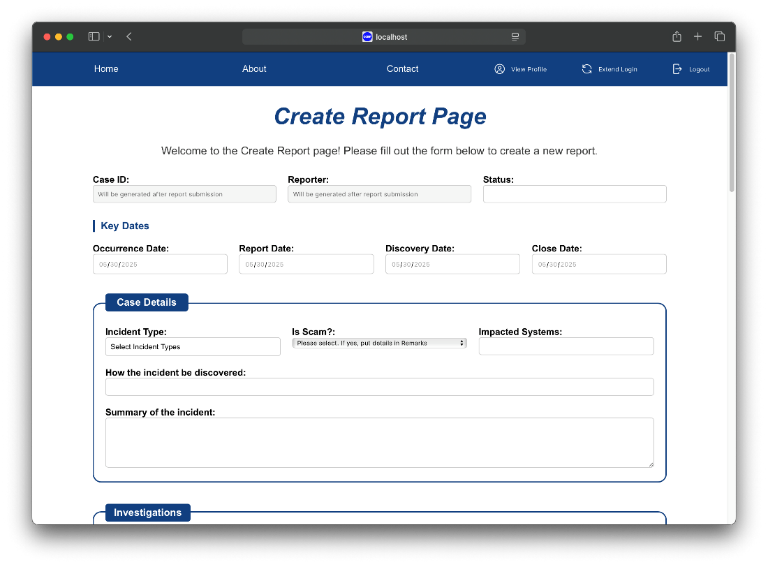 localhost
Home About Contact View Profile Extend Login Logout
Create Report Page
Welcome to the Create Report page! Please fill out the form below to create a new report.
Case ID: Reporter: Status:
Will be generated after report submission Will be generated after report submission
Key Dates
Occurrence Date: Report Date: Discovery Date: Close Date:
05/30/2025 05/30/2025 05/30/2025 05/30/2025
Case Details
Incident Type: Is Scam?: Impacted Systems:
Select Incident Types Please select. If yes, put details in Remarks
How the incident be discovered:
Summary of the incident:
Investigations